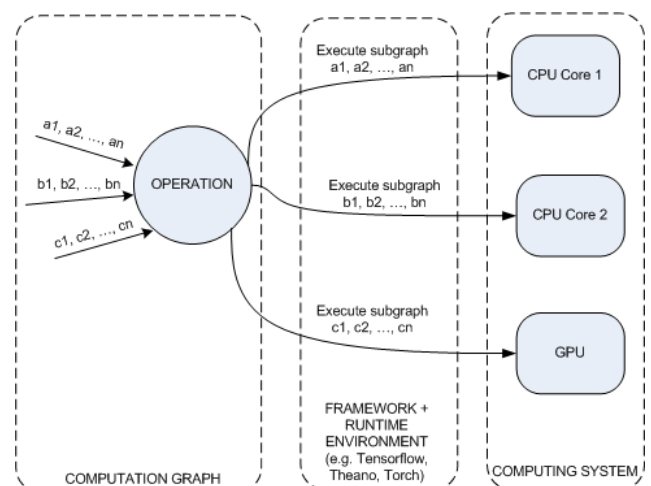 Execute subgraph
a1, a2, …, an
CPU Core 1
a1, a2, …, an
b1, b2, …, bn
c1, c2, …, cn
OPERATION
Execute subgraph
b1, b2, …, bn
CPU Core 2
Execute subgraph
c1, c2, …, cn
GPU
COMPUTATION GRAPH
FRAMEWORK +
RUNTIME
ENVIRONMENT
(e.g. Tensorflow,
Theano, Torch)
COMPUTING SYSTEM